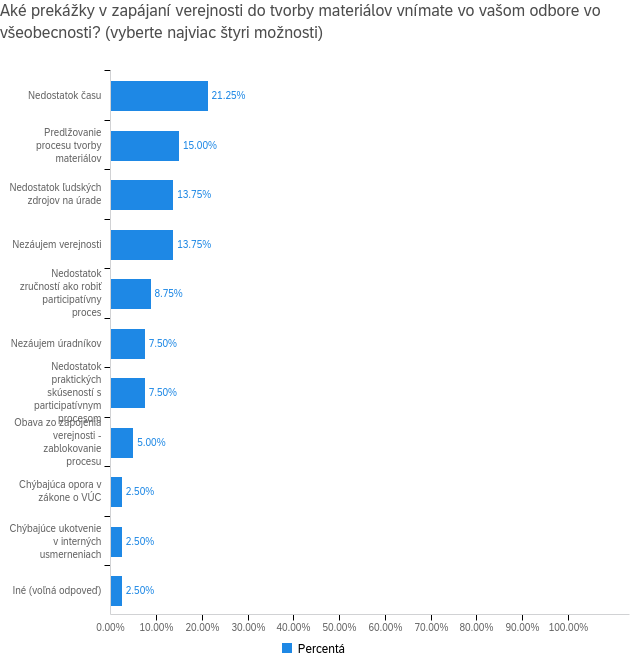 Aké prekážky v zapájaní verejnosti do tvorby materiálov vnímate vo vašom odbore vo
všeobecnosti? (vyberte najviac štyri možnosti)
Nedostatok času
21.25%
Predlžovanie
procesu tvorby
materiálov
15.00%
Nedostatok ľudských
zdrojov na úrade
13.75%
Nezáujem verejnosti
13.75%
Nedostatok
zručností ako robiť
participatívny
proces
8.75%
Nezáujem úradníkov
7.50%
Nedostatok
praktických
skúseností s
participatívnym
procesom
7.50%
Obava zo zapojenia
verejnosti -
zablokovanie
procesu
5.00%
Chýbajúca opora v
zákone o VÚC
2.50%
Chýbajúce ukotvenie
v interných
usmerneniach
2.50%
Iné (voľná odpoveď)
2.50%
0.00% 10.00% 20.00% 30.00% 40.00% 50.00% 60.00% 70.00% 80.00% 90.00% 100.00%
Percentá